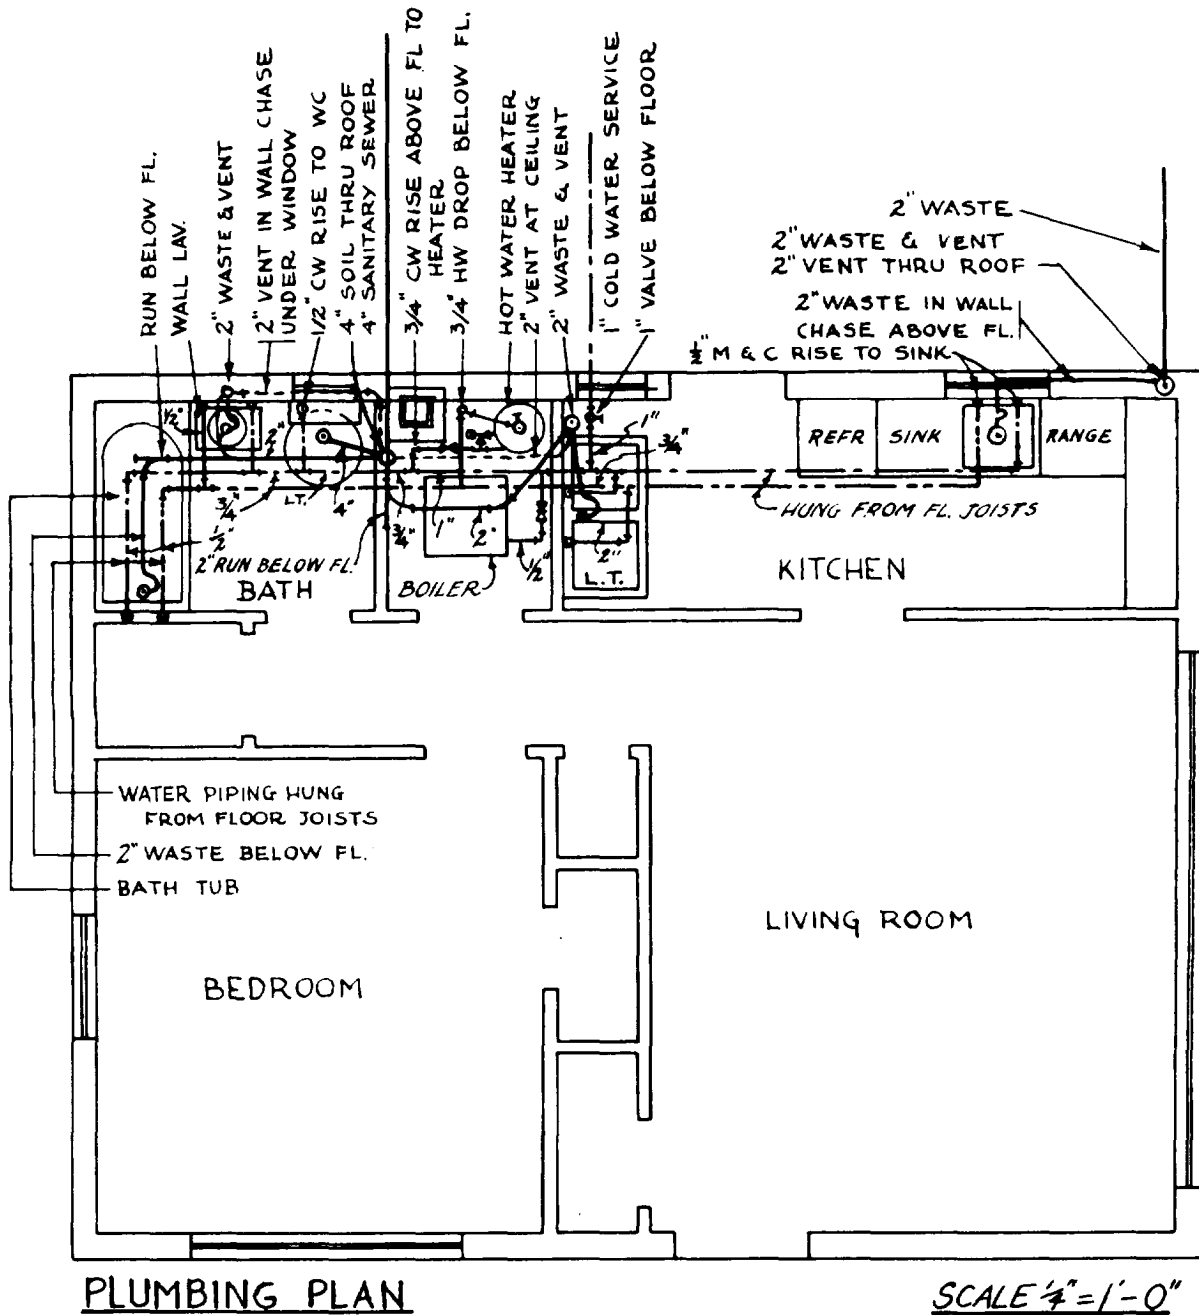 RUN BELOW FL.
WALL LAV.
2" WASTE & VENT
2" VENT IN WALL CHASE
UNDER WINDOW
1/2" CW RISE TO WC
4" SOIL THRU ROOF
4" SANITARY SEWER
3/4" CW RISE ABOVE FL TO
HEATER
3/4" HW DROP BELOW FL.
HOT WATER HEATER
2" VENT AT CEILING
2" WASTE & VENT
1" COLD WATER SERVICE
1" VALVE BELOW FLOOR
2" WASTE
2" WASTE & VENT
2" VENT THRU ROOF
2" WASTE IN WALL
CHASE ABOVE FL.
1/2" M & C RISE TO SINK
1/2"
2"
1"
3/4"
REFR
SINK
RANGE
3/4"
L.T.
4"
3/4"
1"
2"
1/2"
2"
HUNG FROM FL. JOISTS
1/2"
2" RUN BELOW FL.
BATH
BOILER
L.T.
KITCHEN
WATER PIPING HUNG
FROM FLOOR JOISTS
2" WASTE BELOW FL.
BATH TUB
LIVING ROOM
BEDROOM
PLUMBING PLAN
SCALE 1/4" = 1'-0"